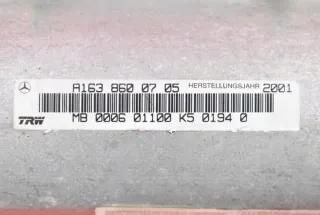 A163 860 07 05 HERSTELLUNGSJAHR 2001
TRW
MB 0006 01100 K5 0194 0